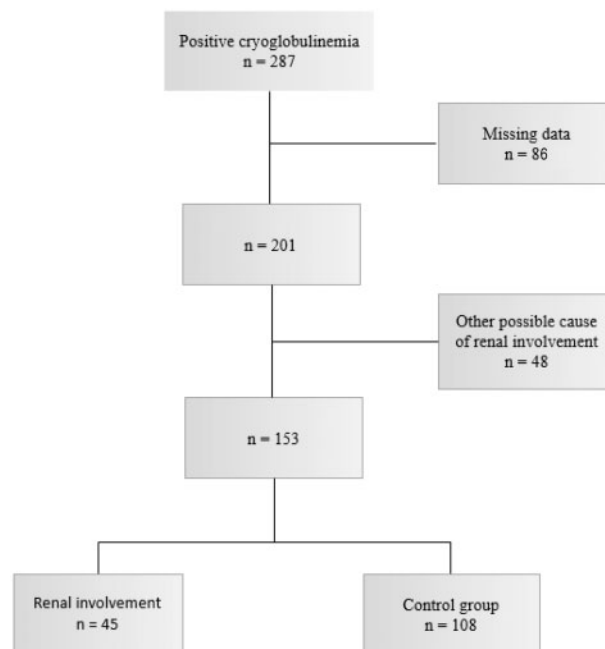 Positive cryoglobulinemia
n = 287
Missing data
n = 86
n = 201
Other possible cause
of renal involvement
n = 48
n = 153
Renal involvement
n = 45
Control group
n = 108